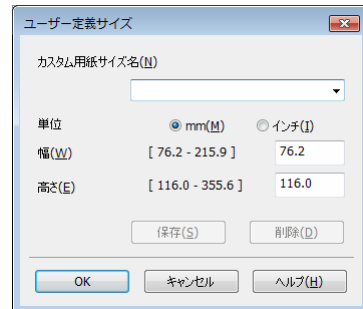 ユーザー定義サイズ
カスタム用紙サイズ名(N)
単位 mm(M) インチ(I)
幅(W) [ 76.2 - 215.9 ] 76.2
高さ(E) [ 116.0 - 355.6 ] 116.0
保存(S) 削除(D)
OK キャンセル ヘルプ(H)